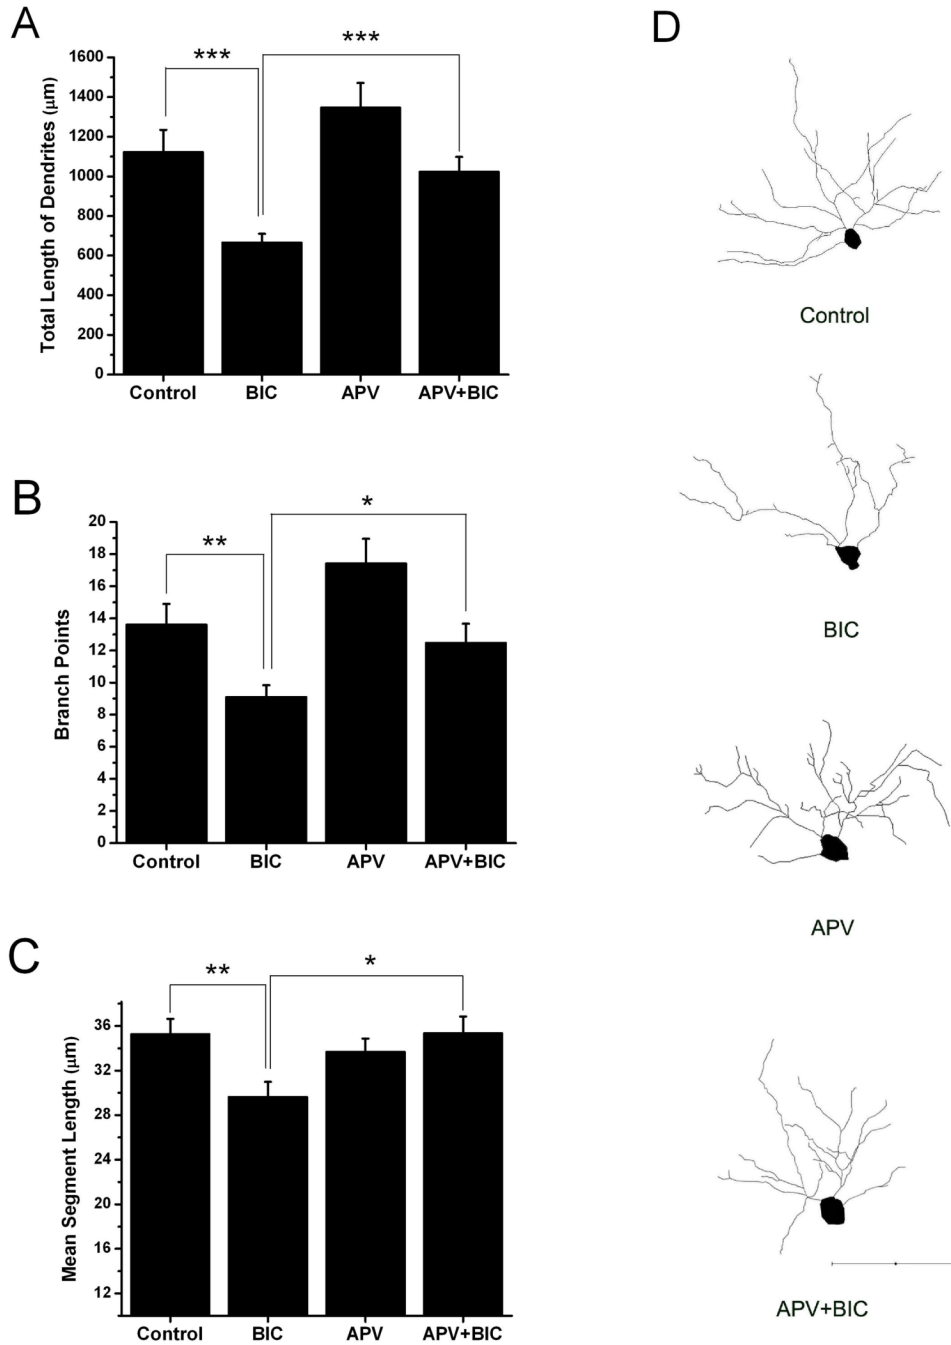 A
***
***
1600
1400
1200
1000
800
600
400
200
0
Total Length of Dendrites (μm)
Control BIC APV APV+BIC
B
**
*
20
18
16
14
12
10
8
6
4
2
0
Branch Points
Control BIC APV APV+BIC
C
**
*
36
32
28
24
20
16
12
Mean Segment Length (μm)
Control BIC APV APV+BIC
D
Control
BIC
APV
APV+BIC